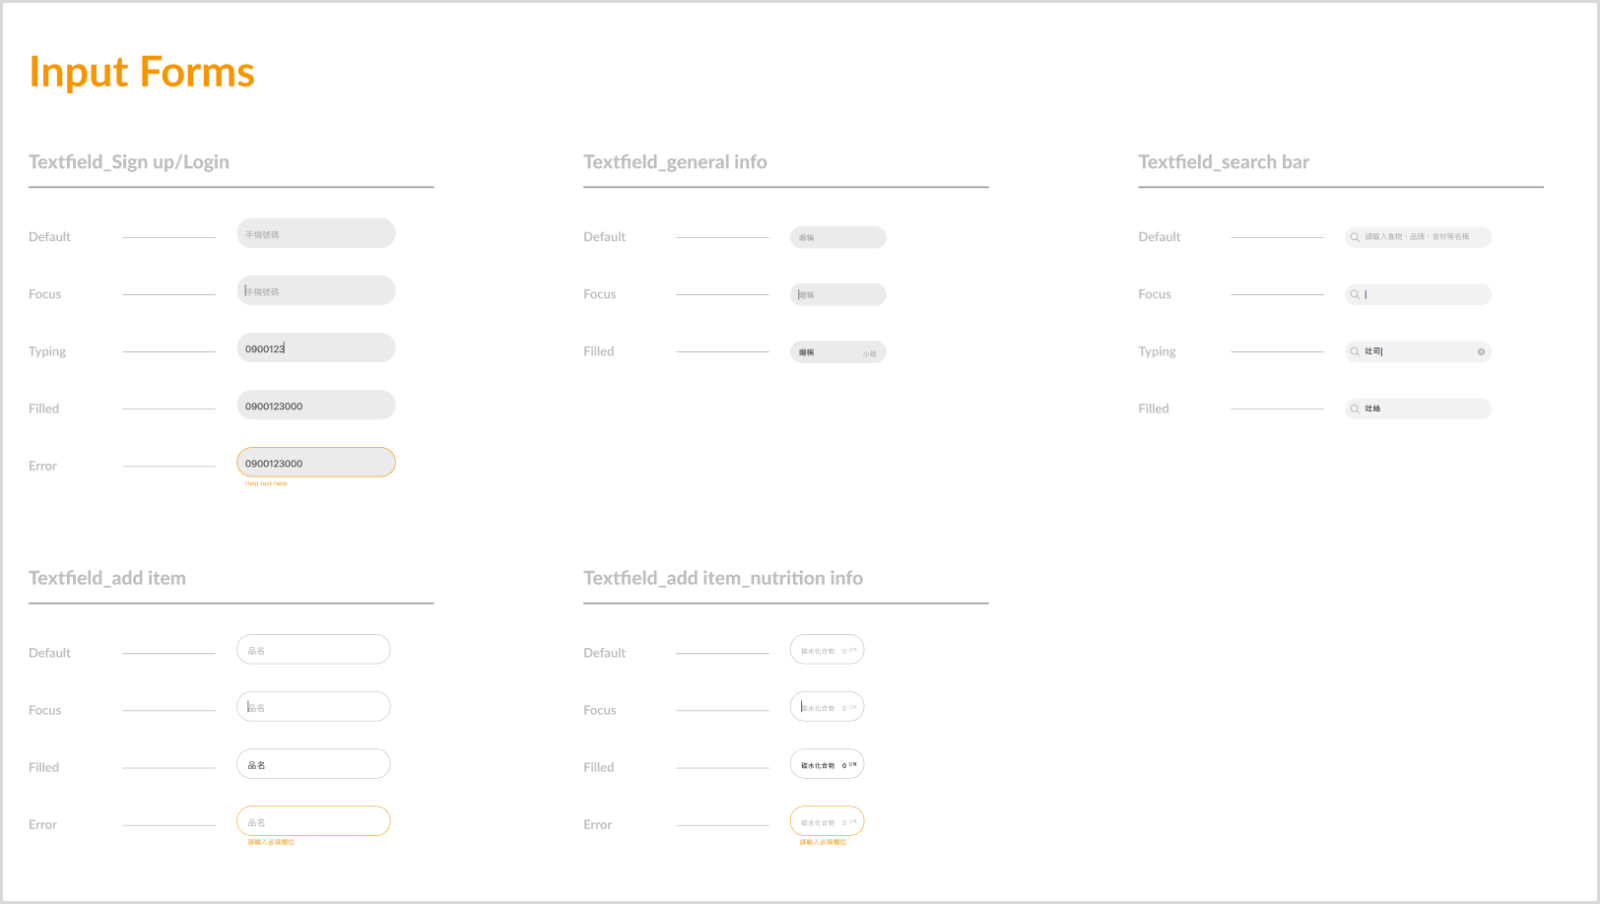 Input Forms
Textfield_Sign up/Login
Default
手機號碼
Focus
手機號碼
Typing
0900123
Filled
0900123000
Error
0900123000
Help text here
Textfield_general info
Default
暱稱
Focus
暱稱
Filled
暱稱 小姐
Textfield_search bar
Default
請輸入食物、品牌、食材等名稱
Focus
Typing
吐司
Filled
Textfield_add item
Default
品名
Focus
品名
Filled
品名
Error
品名
請輸入必填欄位
Textfield_add item_nutrition info
Default
碳水化合物 0 公克
Focus
碳水化合物 0 公克
Filled
碳水化合物 0 公克
Error
碳水化合物 0 公克
請輸入必填欄位